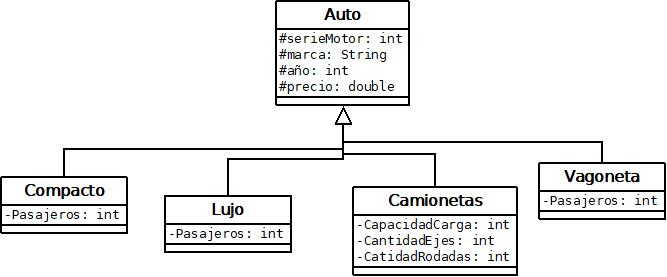 Auto
#serieMotor: int
#marca: String
#año: int
#precio: double
Compacto
-Pasajeros: int
Lujo
-Pasajeros: int
Camionetas
-CapacidadCarga: int
-CantidadEjes: int
-CatidadRodadas: int
Vagoneta
-Pasajeros: int